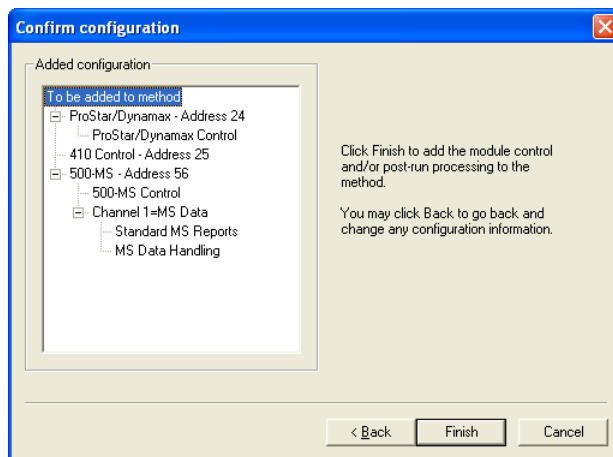 Confirm configuration
Added configuration
To be added to method
ProStar/Dynamax - Address 24
ProStar/Dynamax Control
410 Control - Address 25
500-MS - Address 56
500-MS Control
Channel 1=MS Data
Standard MS Reports
MS Data Handling
Click Finish to add the module control
and/or post-run processing to the
method.
You may click Back to go back and
change any configuration information.
< Back
Finish
Cancel